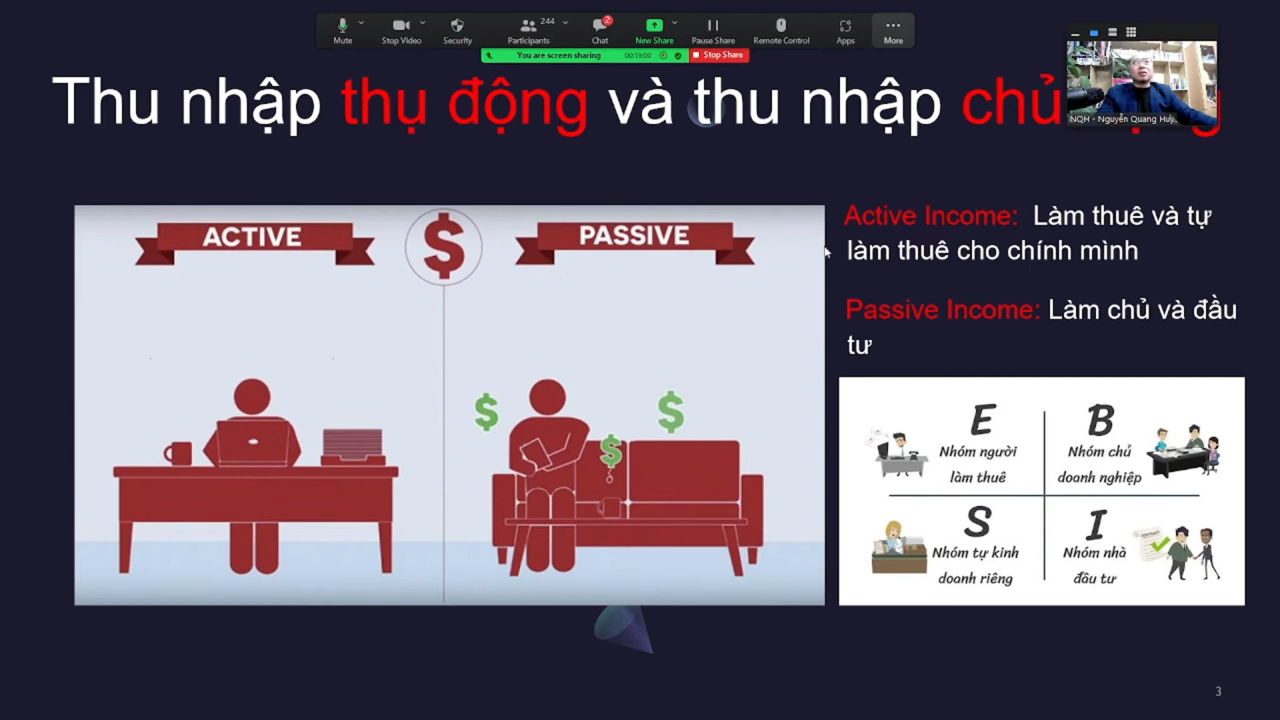 244
2
Mute
Stop Video
Security
Participants
Chat
New Share
Pause Share
Remote Control
Apps
More
You are screen sharing
00:19:00
Stop Share
Thu nhập thụ động và thu nhập chủ
NQH - Nguyễn Quang Huy
ACTIVE
$
PASSIVE
$
$
$
Active Income: Làm thuê và tự
làm thuê cho chính mình
Passive Income: Làm chủ và đầu
tư
E
Nhóm người
làm thuê
B
Nhóm chủ
doanh nghiệp
S
Nhóm tự kinh
doanh riêng
I
Nhóm nhà
đầu tư
3